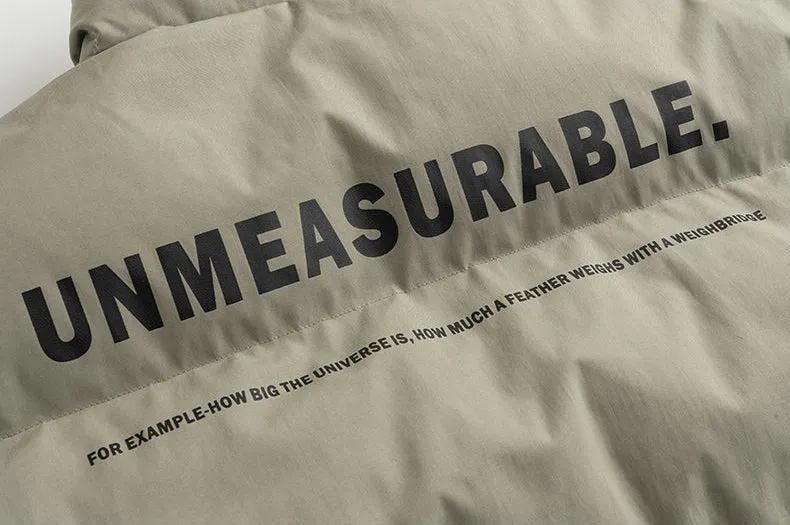 UNMEASURABLE.
FOR EXAMPLE-HOW BIG THE UNIVERSE IS, HOW MUCH A FEATHER WEIGHS WITH A WEIGHBRIDGE